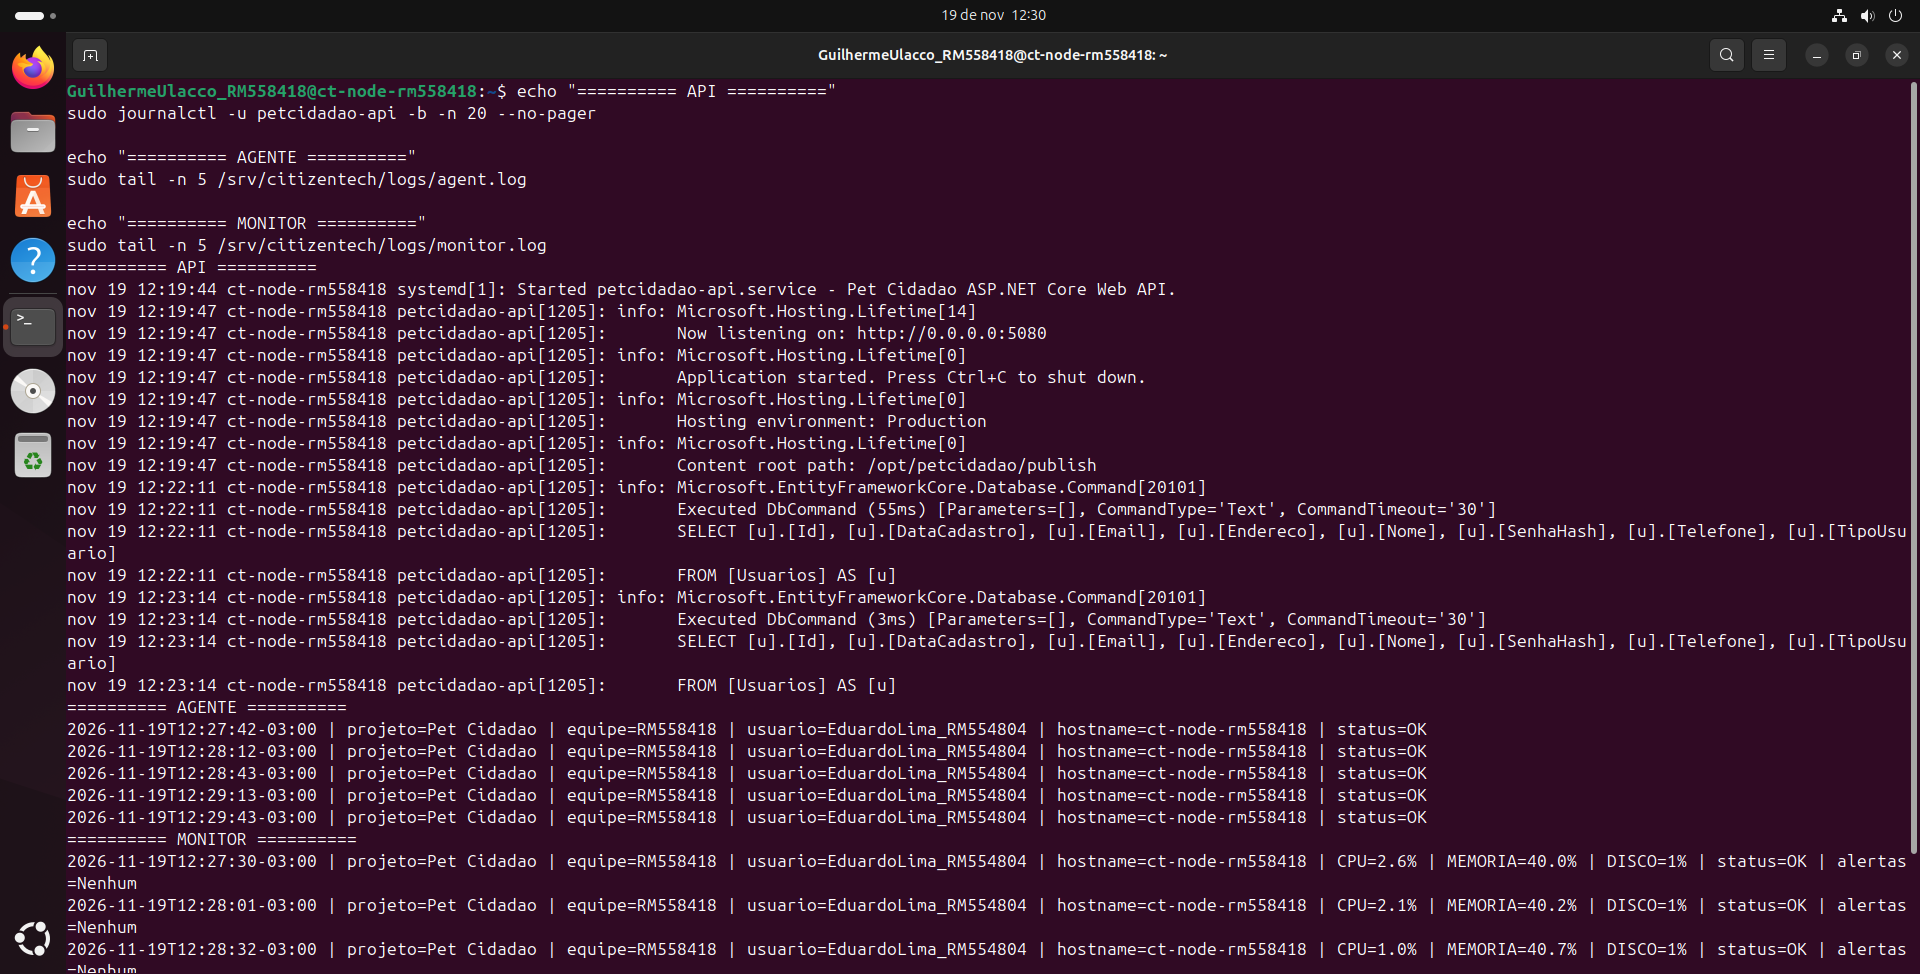 19 de nov 12:30
GuilhermeUlacco_RM558418@ct-node-rm558418: ~
GuilhermeUlacco_RM558418@ct-node-rm558418:~$ echo "========== API =========="
sudo journalctl -u petcidadao-api -b -n 20 --no-pager
echo "========== AGENTE =========="
sudo tail -n 5 /srv/citizentech/logs/agent.log
echo "========== MONITOR =========="
sudo tail -n 5 /srv/citizentech/logs/monitor.log
========== API ==========
nov 19 12:19:44 ct-node-rm558418 systemd[1]: Started petcidadao-api.service - Pet Cidadao ASP.NET Core Web API.
nov 19 12:19:47 ct-node-rm558418 petcidadao-api[1205]: info: Microsoft.Hosting.Lifetime[14]
nov 19 12:19:47 ct-node-rm558418 petcidadao-api[1205]:       Now listening on: http://0.0.0.0:5080
nov 19 12:19:47 ct-node-rm558418 petcidadao-api[1205]: info: Microsoft.Hosting.Lifetime[0]
nov 19 12:19:47 ct-node-rm558418 petcidadao-api[1205]:       Application started. Press Ctrl+C to shut down.
nov 19 12:19:47 ct-node-rm558418 petcidadao-api[1205]: info: Microsoft.Hosting.Lifetime[0]
nov 19 12:19:47 ct-node-rm558418 petcidadao-api[1205]:       Hosting environment: Production
nov 19 12:19:47 ct-node-rm558418 petcidadao-api[1205]: info: Microsoft.Hosting.Lifetime[0]
nov 19 12:19:47 ct-node-rm558418 petcidadao-api[1205]:       Content root path: /opt/petcidadao/publish
nov 19 12:22:11 ct-node-rm558418 petcidadao-api[1205]: info: Microsoft.EntityFrameworkCore.Database.Command[20101]
nov 19 12:22:11 ct-node-rm558418 petcidadao-api[1205]:       Executed DbCommand (55ms) [Parameters=[], CommandType='Text', CommandTimeout='30']
nov 19 12:22:11 ct-node-rm558418 petcidadao-api[1205]:       SELECT [u].[Id], [u].[DataCadastro], [u].[Email], [u].[Endereco], [u].[Nome], [u].[SenhaHash], [u].[Telefone], [u].[TipoUsu
ario]
nov 19 12:22:11 ct-node-rm558418 petcidadao-api[1205]:       FROM [Usuarios] AS [u]
nov 19 12:23:14 ct-node-rm558418 petcidadao-api[1205]: info: Microsoft.EntityFrameworkCore.Database.Command[20101]
nov 19 12:23:14 ct-node-rm558418 petcidadao-api[1205]:       Executed DbCommand (3ms) [Parameters=[], CommandType='Text', CommandTimeout='30']
nov 19 12:23:14 ct-node-rm558418 petcidadao-api[1205]:       SELECT [u].[Id], [u].[DataCadastro], [u].[Email], [u].[Endereco], [u].[Nome], [u].[SenhaHash], [u].[Telefone], [u].[TipoUsu
ario]
nov 19 12:23:14 ct-node-rm558418 petcidadao-api[1205]:       FROM [Usuarios] AS [u]
========== AGENTE ==========
2026-11-19T12:27:42-03:00 | projeto=Pet Cidadao | equipe=RM558418 | usuario=EduardoLima_RM554804 | hostname=ct-node-rm558418 | status=OK
2026-11-19T12:28:12-03:00 | projeto=Pet Cidadao | equipe=RM558418 | usuario=EduardoLima_RM554804 | hostname=ct-node-rm558418 | status=OK
2026-11-19T12:28:43-03:00 | projeto=Pet Cidadao | equipe=RM558418 | usuario=EduardoLima_RM554804 | hostname=ct-node-rm558418 | status=OK
2026-11-19T12:29:13-03:00 | projeto=Pet Cidadao | equipe=RM558418 | usuario=EduardoLima_RM554804 | hostname=ct-node-rm558418 | status=OK
2026-11-19T12:29:43-03:00 | projeto=Pet Cidadao | equipe=RM558418 | usuario=EduardoLima_RM554804 | hostname=ct-node-rm558418 | status=OK
========== MONITOR ==========
2026-11-19T12:27:30-03:00 | projeto=Pet Cidadao | equipe=RM558418 | usuario=EduardoLima_RM554804 | hostname=ct-node-rm558418 | CPU=2.6% | MEMORIA=40.0% | DISCO=1% | status=OK | alertas
=Nenhum
2026-11-19T12:28:01-03:00 | projeto=Pet Cidadao | equipe=RM558418 | usuario=EduardoLima_RM554804 | hostname=ct-node-rm558418 | CPU=2.1% | MEMORIA=40.2% | DISCO=1% | status=OK | alertas
=Nenhum
2026-11-19T12:28:32-03:00 | projeto=Pet Cidadao | equipe=RM558418 | usuario=EduardoLima_RM554804 | hostname=ct-node-rm558418 | CPU=1.0% | MEMORIA=40.7% | DISCO=1% | status=OK | alertas
=Nenhum